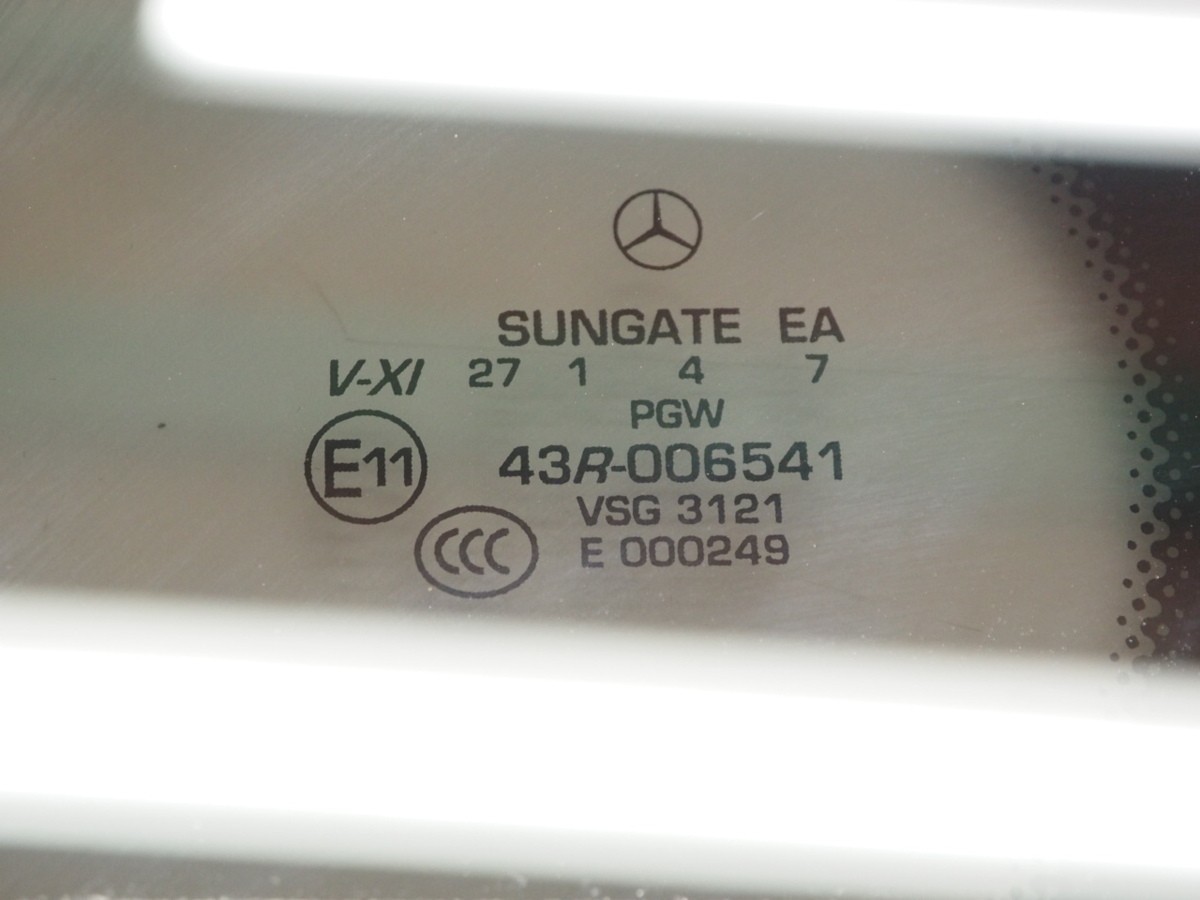 SUNGATE EA
V-XI 27 1 4 7
PGW
E11 43R-006541
VSG 3121
CCC E 000249